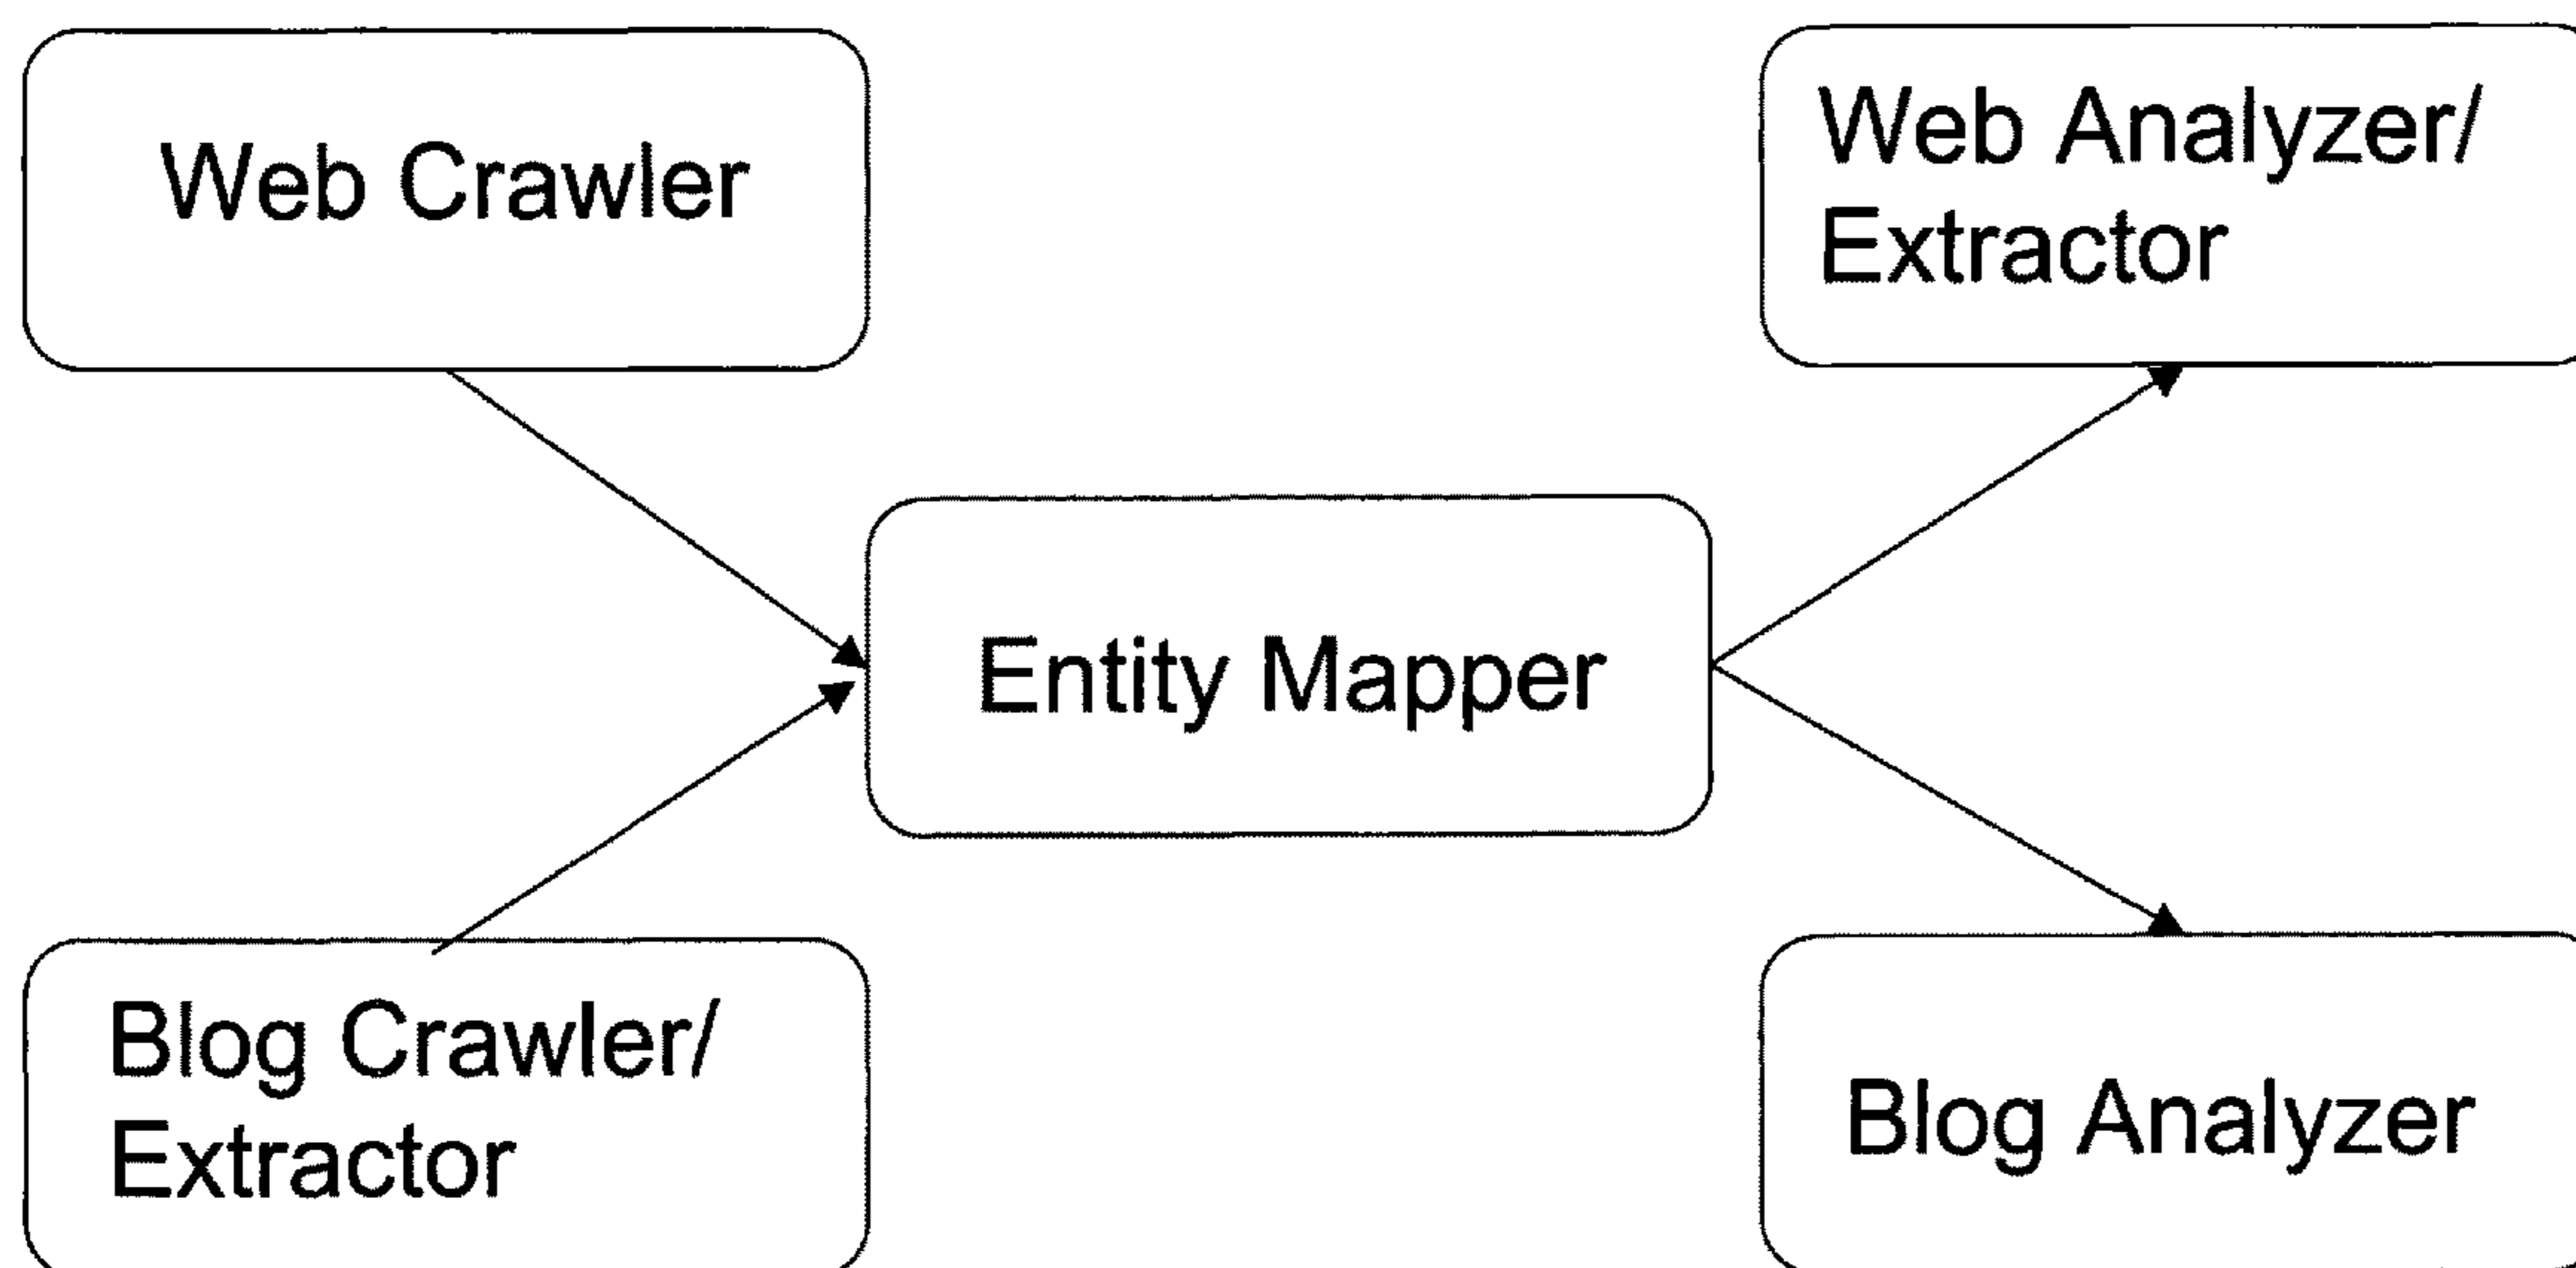 Web Crawler
Web Analyzer/
Extractor
Entity Mapper
Blog Crawler/
Extractor
Blog Analyzer